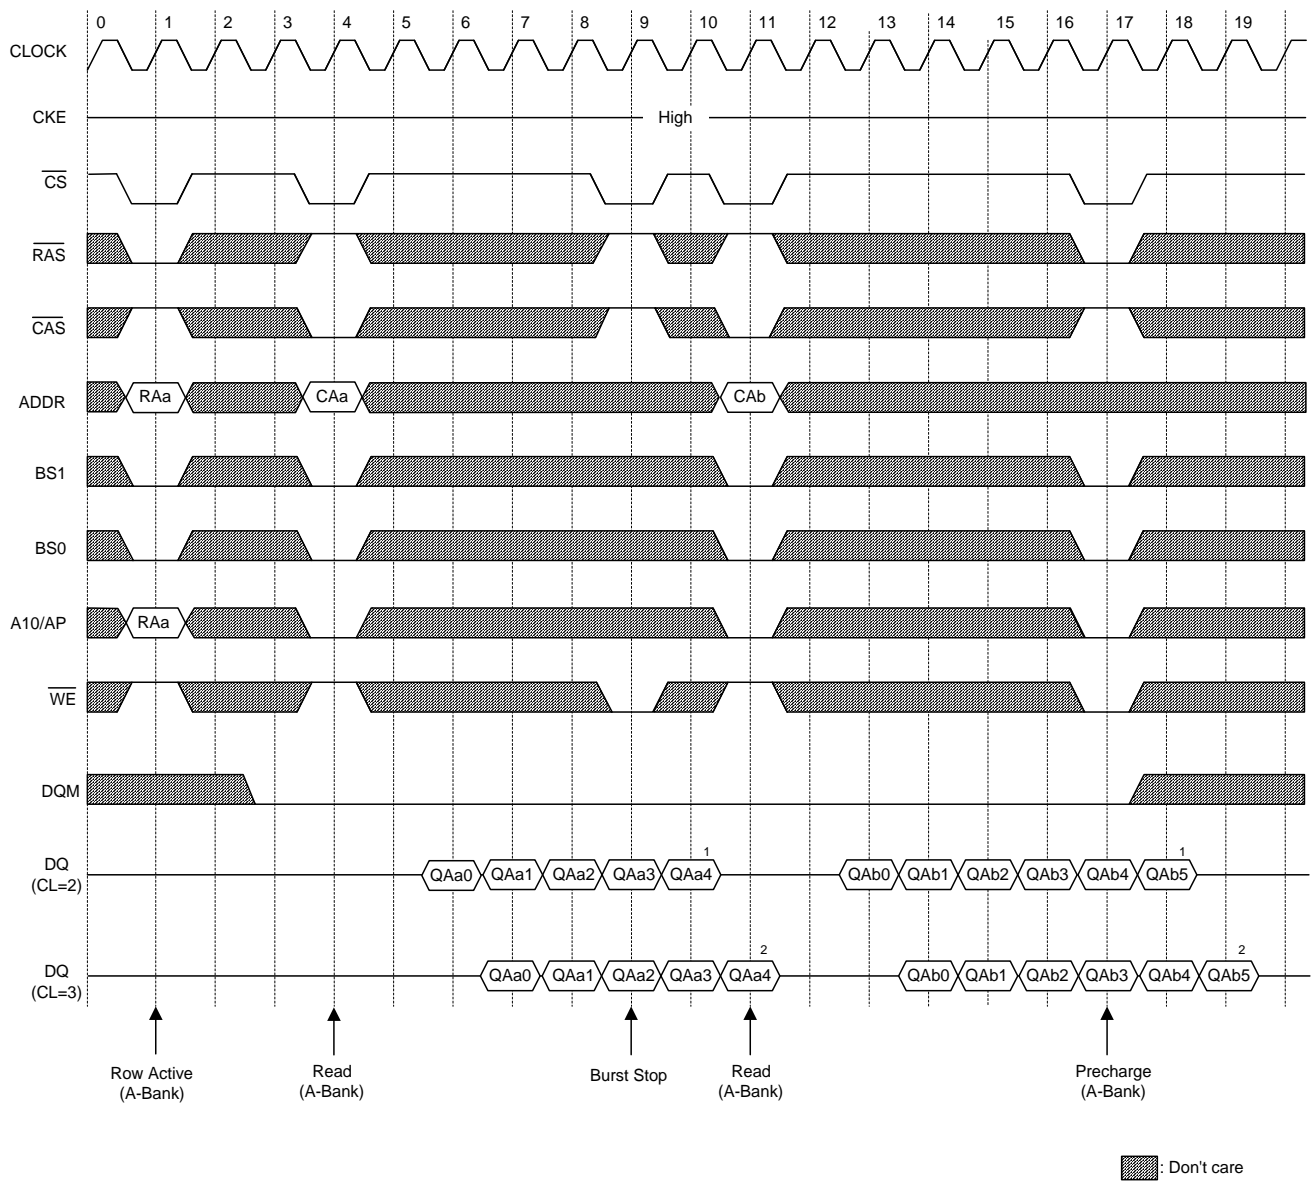 0 1 2 3 4 5 6 7 8 9 10 11 12 13 14 15 16 17 18 19
CLOCK
CKE High
CS
RAS
CAS
ADDR RAa CAa CAb
BS1
BS0
A10/AP RAa
WE
DQM
1 1
DQ
(CL=2)
QAa0 QAa1 QAa2 QAa3 QAa4 QAb0 QAb1 QAb2 QAb3 QAb4 QAb5
2 2
DQ
(CL=3)
QAa0 QAa1 QAa2 QAa3 QAa4 QAb0 QAb1 QAb2 QAb3 QAb4 QAb5
Row Active
(A-Bank)
Read
(A-Bank)
Burst Stop
Read
(A-Bank)
Precharge
(A-Bank)
: Don't care